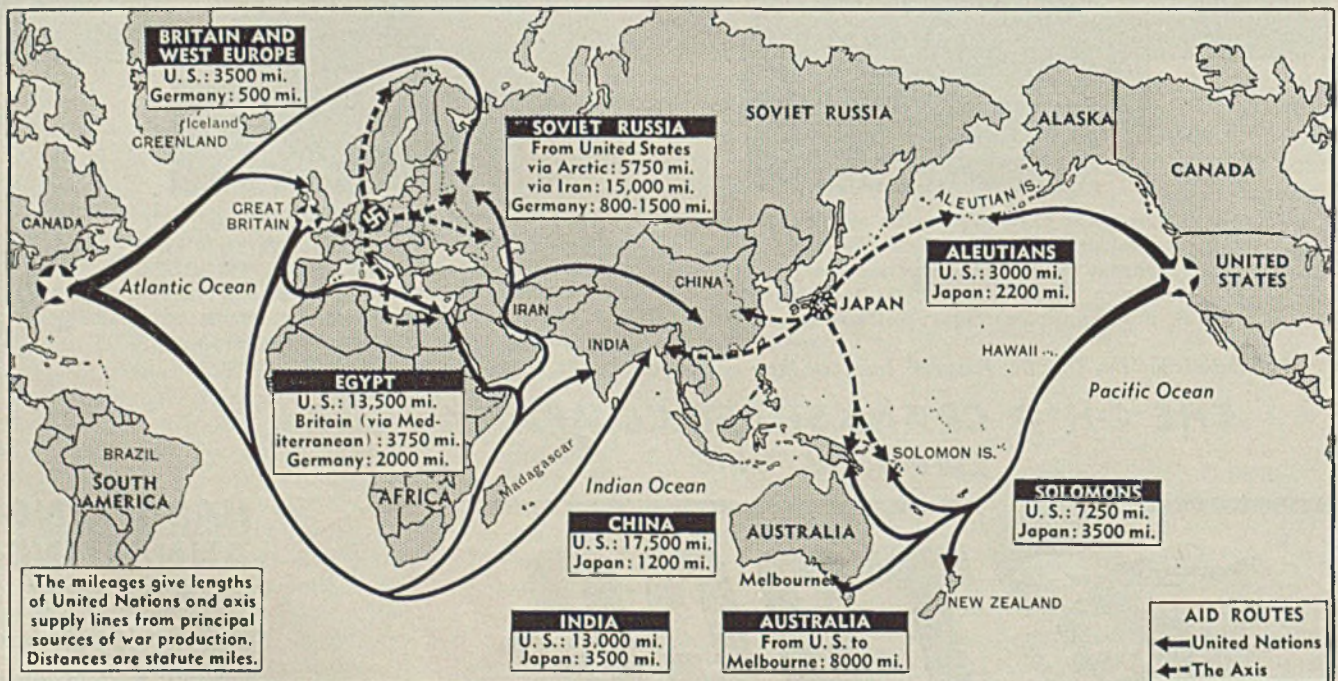 BRITAIN AND
WEST EUROPE
U. S.: 3500 mi.
Germany: 500 mi.
Iceland
GREENLAND
CANADA
GREAT
BRITAIN
Atlantic Ocean
SOVIET RUSSIA
From United States
via Arctic: 5750 mi.
via Iran: 15,000 mi.
Germany: 800-1500 mi.
SOVIET RUSSIA
ALASKA
CANADA
ALEUTIAN IS.
ALEUTIANS
U. S.: 3000 mi.
Japan: 2200 mi.
UNITED
STATES
CHINA
JAPAN
IRAN
INDIA
HAWAII
Pacific Ocean
EGYPT
U. S.: 13,500 mi.
Britain (via Med-
iterranean): 3750 mi.
Germany: 2000 mi.
BRAZIL
SOUTH
AMERICA
AFRICA
Madagascar
Indian Ocean
SOLOMON IS.
SOLOMONS
U. S.: 7250 mi.
Japan: 3500 mi.
CHINA
U. S.: 17,500 mi.
Japan: 1200 mi.
AUSTRALIA
Melbourne
NEW ZEALAND
The mileages give lengths
of United Nations and axis
supply lines from principal
sources of war production.
Distances are statute miles.
INDIA
U. S.: 13,000 mi.
Japan: 3500 mi.
AUSTRALIA
From U. S. to
Melbourne: 8000 mi.
AID ROUTES
United Nations
The Axis